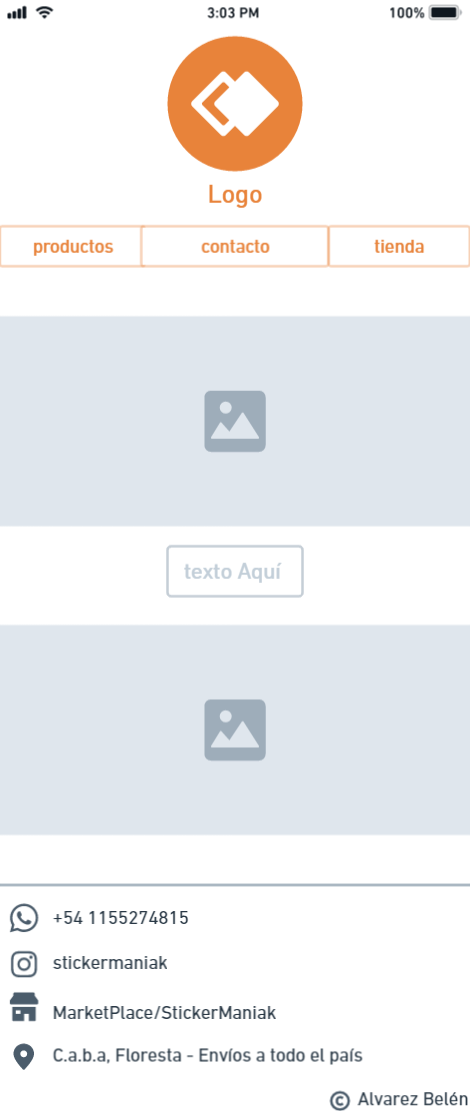 3:03 PM 100%
Logo
productos contacto tienda
texto Aquí
+54 1155274815
stickermaniak
MarketPlace/StickerManiak
C.a.b.a, Floresta - Envíos a todo el país
© Alvarez Belén